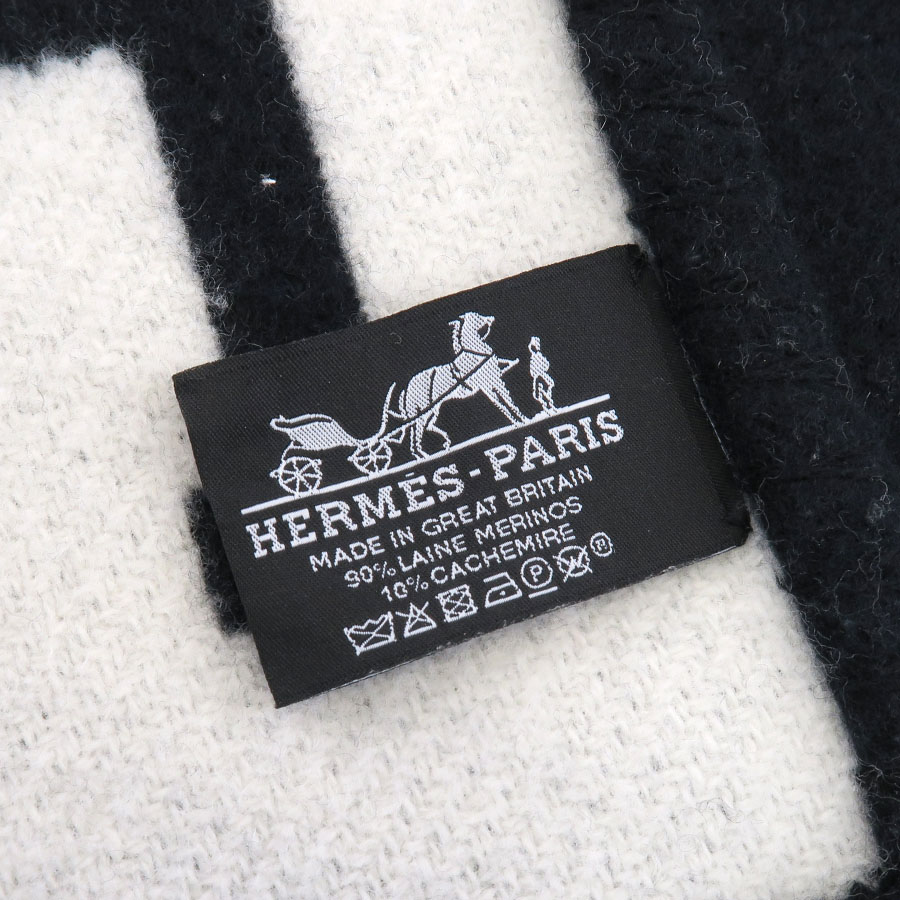 HERMÈS-PARIS
MADE IN GREAT BRITAIN
90% LAINE MERINOS
10% CACHEMIRE
P ®